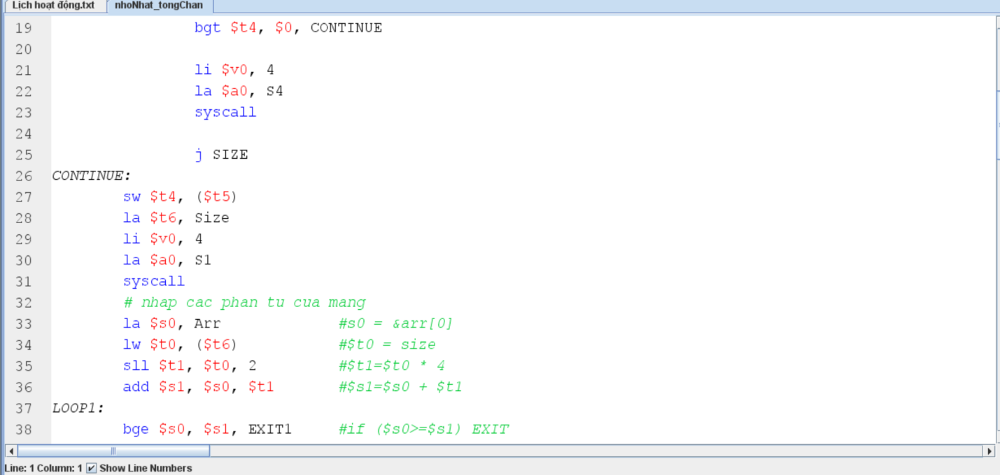 Lịch hoạt động.txt nhoNhat_tongChan
19 bgt $t4, $0, CONTINUE
20
21 li $v0, 4
22 la $a0, S4
23 syscall
24
25 j SIZE
26 CONTINUE:
27 sw $t4, ($t5)
28 la $t6, Size
29 li $v0, 4
30 la $a0, S1
31 syscall
32 # nhap cac phan tu cua mang
33 la $s0, Arr #s0 = &arr[0]
34 lw $t0, ($t6) #$t0 = size
35 sll $t1, $t0, 2 #$t1=$t0 * 4
36 add $s1, $s0, $t1 #$s1=$s0 + $t1
37 LOOP1:
38 bge $s0, $s1, EXIT1 #if ($s0>=$s1) EXIT
Line: 1 Column: 1 Show Line Numbers